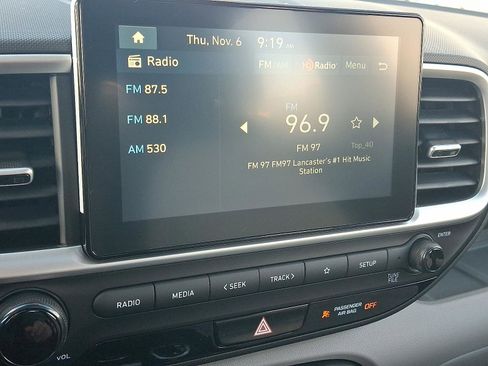 Thu, Nov. 6 9:19 AM
Radio FM/AM HD Radio Menu
FM 87.5
FM 88.1
AM 530
FM
96.9
FM 97 Top_40
FM 97 FM97 Lancaster's #1 Hit Music
Station
RADIO MEDIA < SEEK TRACK > SETUP TUNE
FILE
ENTER
VOL
PASSENGER
AIR BAG OFF